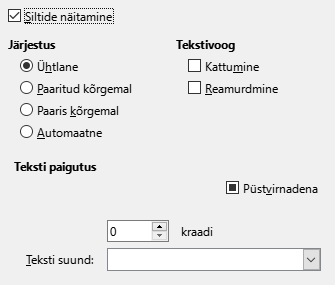 Siltide näitamine
Järjestus
Ühtlane
Paaritud kõrgemal
Paaris kõrgemal
Automaatne
Tekstivoog
Kattumine
Reamurdmine
Teksti paigutus
Püstvirnadena
0 kraadi
Teksti suund: